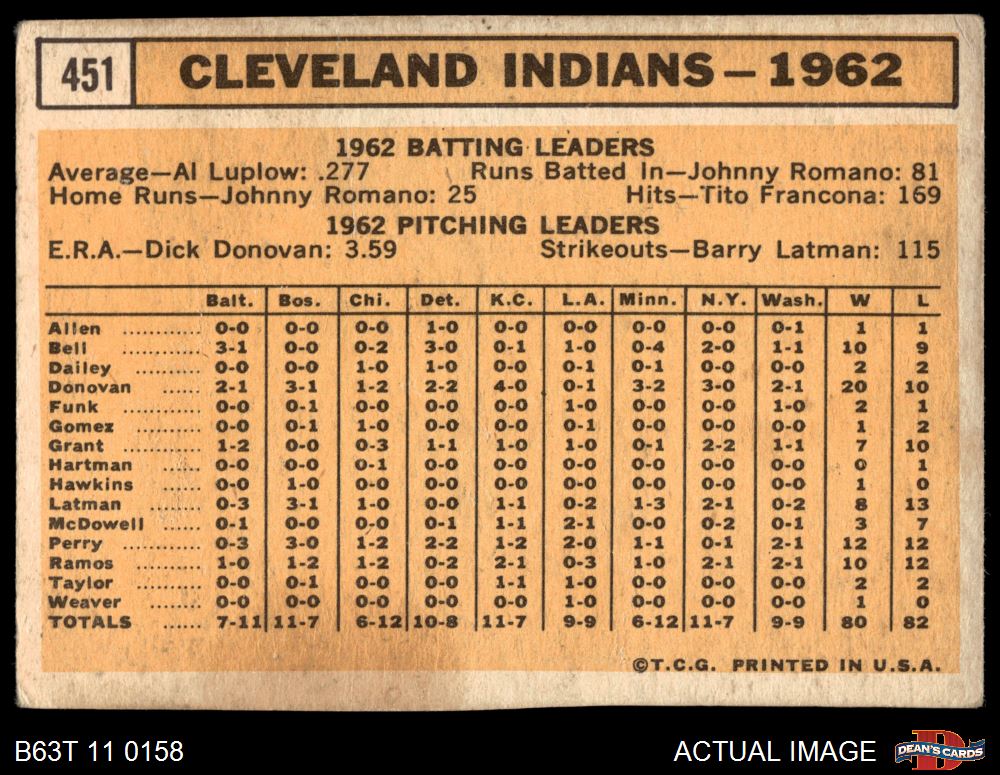 451 CLEVELAND INDIANS – 1962
1962 BATTING LEADERS
Average—Al Luplow: .277 Runs Batted In—Johnny Romano: 81
Home Runs—Johnny Romano: 25 Hits—Tito Francona: 169
1962 PITCHING LEADERS
E.R.A.—Dick Donovan: 3.59 Strikeouts—Barry Latman: 115
Balt. Bos. Chi. Det. K.C. L.A. Minn. N.Y. Wash. W L
Allen ............ 0-0 0-0 0-0 1-0 0-0 0-0 0-0 0-0 0-1 1 1
Bell ............ 3-1 0-0 0-2 3-0 0-1 1-0 0-4 2-0 1-1 10 9
Dailey ............ 0-0 0-0 1-0 1-0 0-0 0-1 0-1 0-0 0-0 2 2
Donovan ...... 2-1 3-1 1-2 2-2 4-0 0-1 3-2 3-0 2-1 20 10
Funk ............ 0-0 0-1 0-0 0-0 0-0 1-0 0-0 0-0 1-0 2 1
Gomez ............ 0-0 0-1 1-0 0-0 0-0 0-1 0-0 0-0 0-0 1 2
Grant ............ 1-2 0-0 0-3 1-1 1-0 1-0 0-1 2-2 1-1 7 10
Hartman ...... 0-0 0-0 0-1 0-0 0-0 0-0 0-0 0-0 0-0 0 1
Hawkins ...... 0-0 1-0 0-0 0-0 0-0 0-0 0-0 0-0 0-0 1 0
Latman ......... 0-3 3-1 1-0 0-0 1-1 0-2 1-3 2-1 0-2 8 13
McDowell ..... 0-1 0-0 0-0 0-1 1-1 2-1 0-0 0-2 0-1 3 7
Perry ............ 0-3 3-0 1-2 2-2 1-2 2-0 1-1 0-1 2-1 12 12
Ramos ............ 1-0 1-2 1-2 0-2 2-1 0-3 1-0 2-1 2-1 10 12
Taylor ......... 0-0 0-1 0-0 0-0 1-1 1-0 0-0 0-0 0-0 2 2
Weaver ........ 0-0 0-0 0-0 0-0 0-0 1-0 0-0 0-0 0-0 1 0
TOTALS ...... 7-11 11-7 6-12 10-8 11-7 9-9 6-12 11-7 9-9 80 82
©T.C.G. PRINTED IN U.S.A.
B63T 11 0158 ACTUAL IMAGE D DEAN'S CARDS